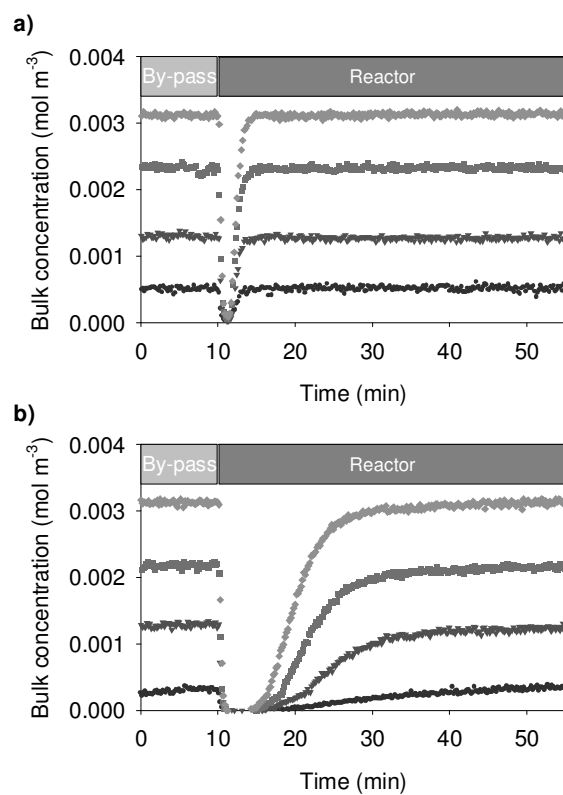 a)
0.004
By-pass
Reactor
0.003
0.002
0.001
0.000
Bulk concentration (mol m⁻³)
0
10
20
30
40
50
Time (min)
b)
0.004
By-pass
Reactor
0.003
0.002
0.001
0.000
Bulk concentration (mol m⁻³)
0
10
20
30
40
50
Time (min)